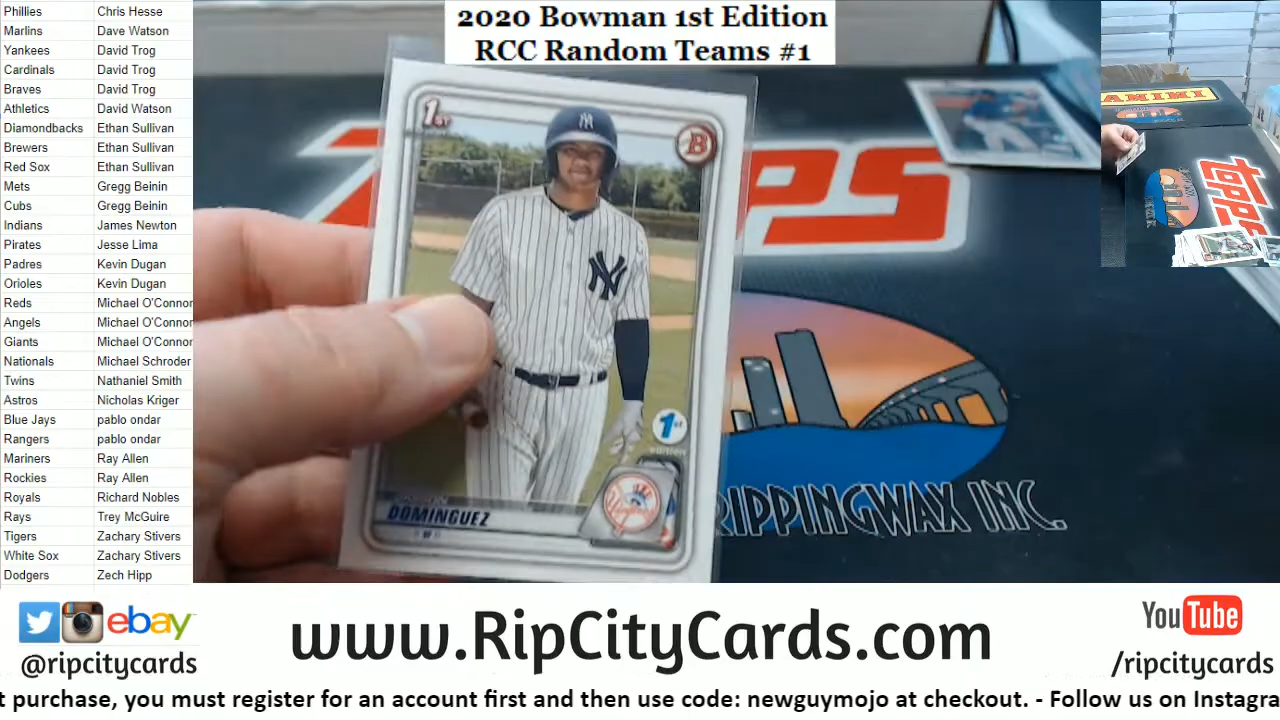 2020 Bowman 1st Edition
RCC Random Teams #1
Phillies Chris Hesse
Marlins Dave Watson
Yankees David Trog
Cardinals David Trog
Braves David Trog
Athletics David Watson
Diamondbacks Ethan Sullivan
Brewers Ethan Sullivan
Red Sox Ethan Sullivan
Mets Gregg Beinin
Cubs Gregg Beinin
Indians James Newton
Pirates Jesse Lima
Padres Kevin Dugan
Orioles Kevin Dugan
Reds Michael O'Connor
Angels Michael O'Connor
Giants Michael O'Connor
Nationals Michael Schroder
Twins Nathaniel Smith
Astros Nicholas Kriger
Blue Jays pablo ondar
Rangers pablo ondar
Mariners Ray Allen
Rockies Ray Allen
Royals Richard Nobles
Rays Trey McGuire
Tigers Zachary Stivers
White Sox Zachary Stivers
Dodgers Zech Hipp
1ST
B
NY
NY
1st
EDITION
DOMINGUEZ
PS
RIPPINGWAX INC.
PANINI
topps
ebay
@ripcitycards
www.RipCityCards.com
YouTube
/ripcitycards
t purchase, you must register for an account first and then use code: newguymojo at checkout. - Follow us on Instagra